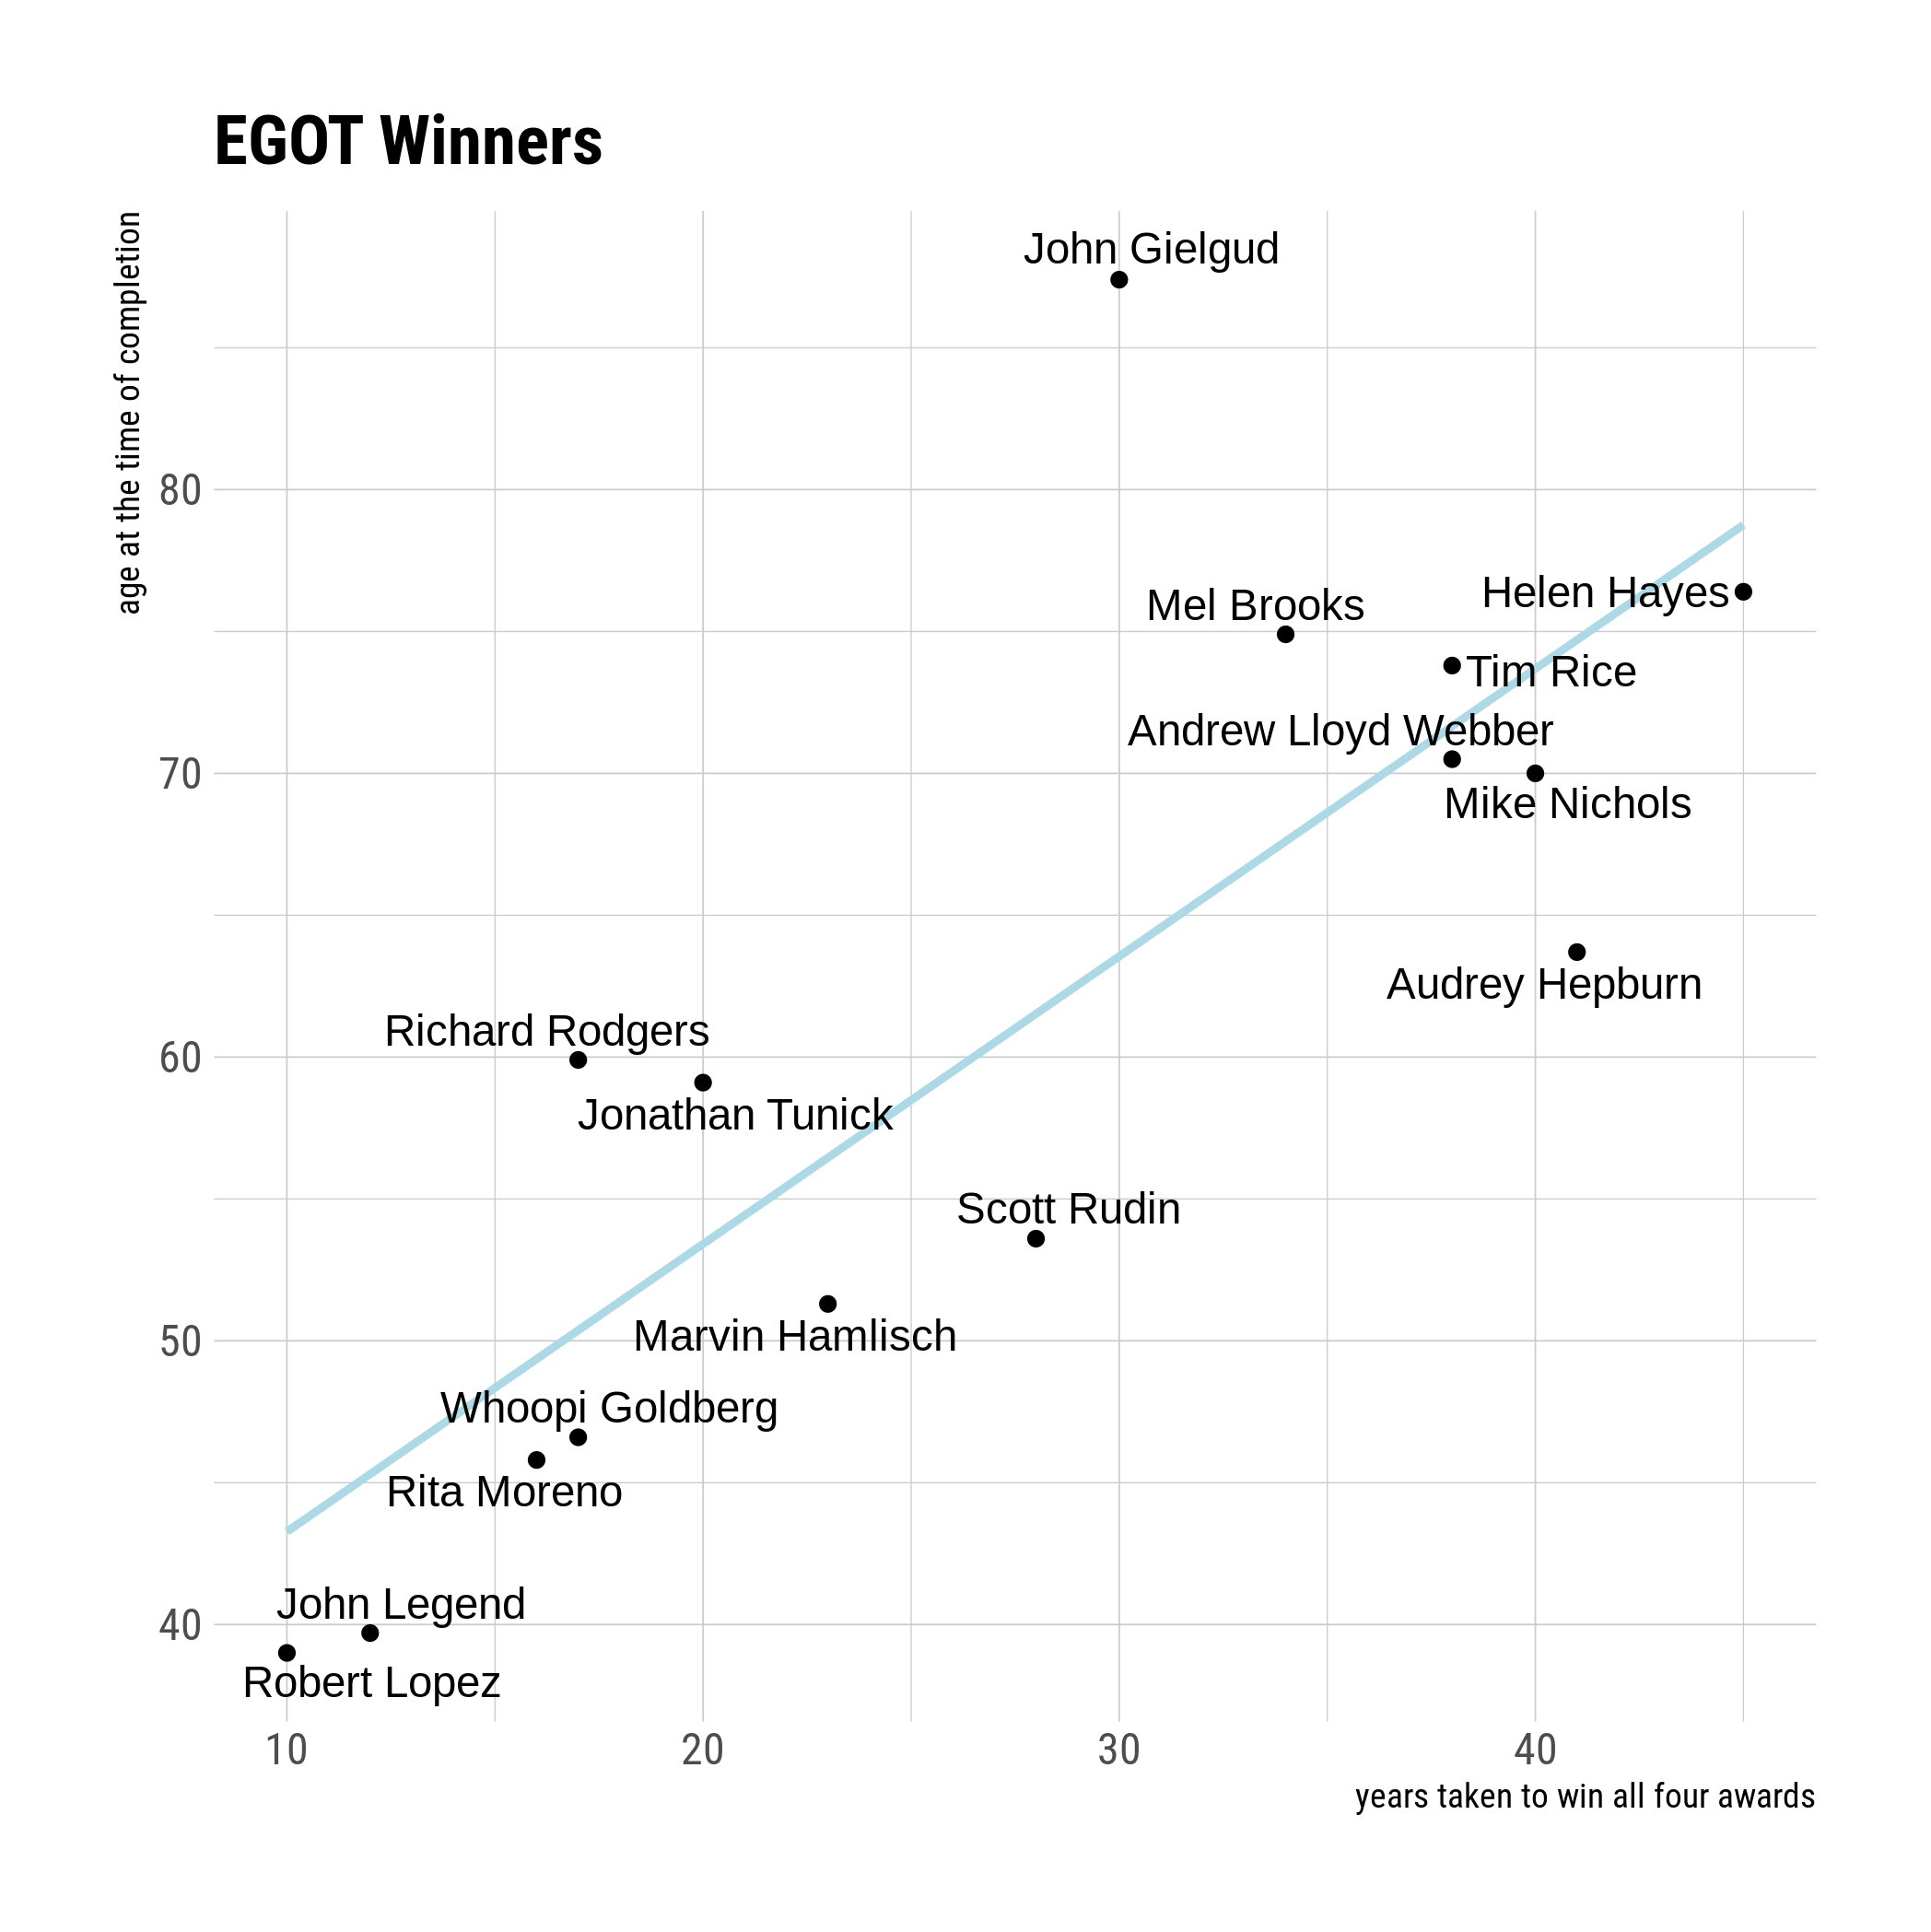 EGOT Winners
age at the time of completion
John Gielgud
80
Mel Brooks
Helen Hayes
Tim Rice
Andrew Lloyd Webber
70
Mike Nichols
Audrey Hepburn
Richard Rodgers
60
Jonathan Tunick
Scott Rudin
50
Marvin Hamlisch
Whoopi Goldberg
Rita Moreno
John Legend
40
Robert Lopez
10 20 30 40
years taken to win all four awards